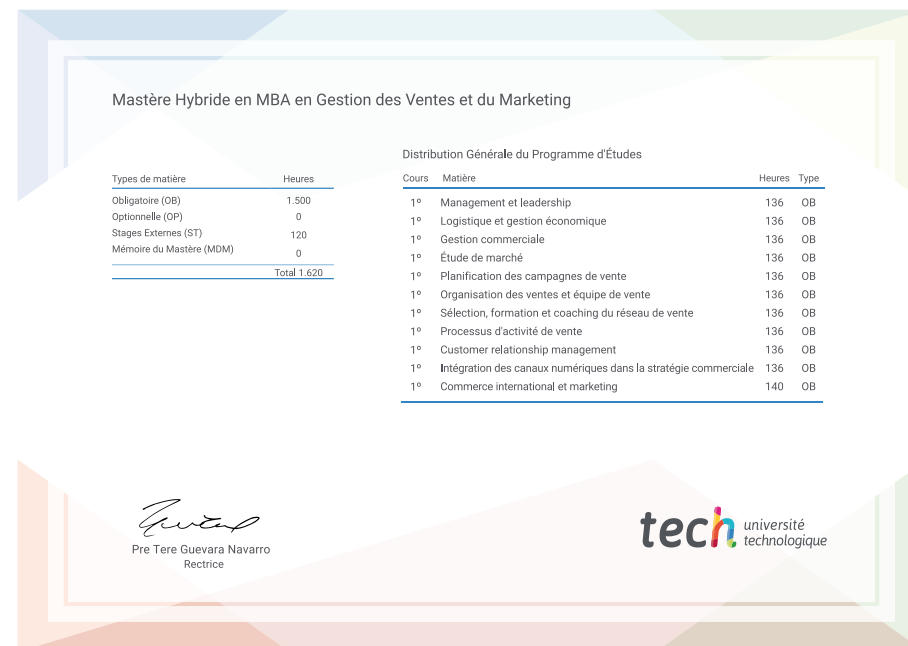 Mastère Hybride en MBA en Gestion des Ventes et du Marketing
Types de matière Heures
Obligatoire (OB) 1.500
Optionnelle (OP) 0
Stages Externes (ST) 120
Mémoire du Mastère (MDM) 0
Total 1.620
Distribution Générale du Programme d'Études
Cours Matière Heures Type
1º Management et leadership 136 OB
1º Logistique et gestion économique 136 OB
1º Gestion commerciale 136 OB
1º Étude de marché 136 OB
1º Planification des campagnes de vente 136 OB
1º Organisation des ventes et équipe de vente 136 OB
1º Sélection, formation et coaching du réseau de vente 136 OB
1º Processus d'activité de vente 136 OB
1º Customer relationship management 136 OB
1º Intégration des canaux numériques dans la stratégie commerciale 136 OB
1º Commerce international et marketing 140 OB
Pre Tere Guevara Navarro
Rectrice
tech université
technologique